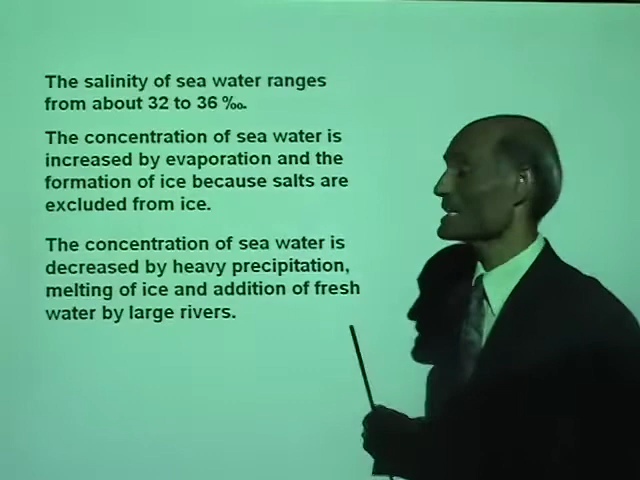 The salinity of sea water ranges
from about 32 to 36 ‰.
The concentration of sea water is
increased by evaporation and the
formation of ice because salts are
excluded from ice.
The concentration of sea water is
decreased by heavy precipitation,
melting of ice and addition of fresh
water by large rivers.